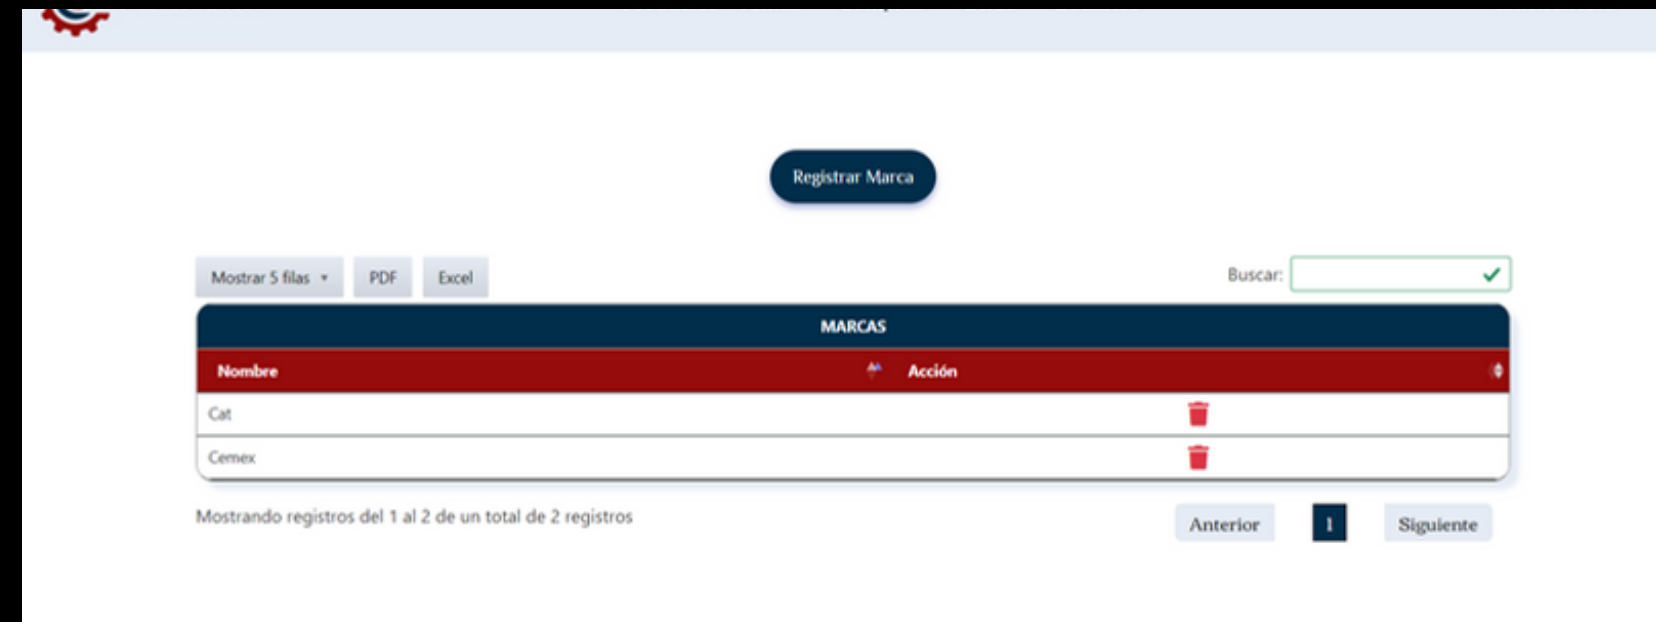 Registrar Marca
Mostrar 5 filas PDF Excel Buscar:
MARCAS
Nombre Acción
Cat
Cemex
Mostrando registros del 1 al 2 de un total de 2 registros
Anterior 1 Siguiente